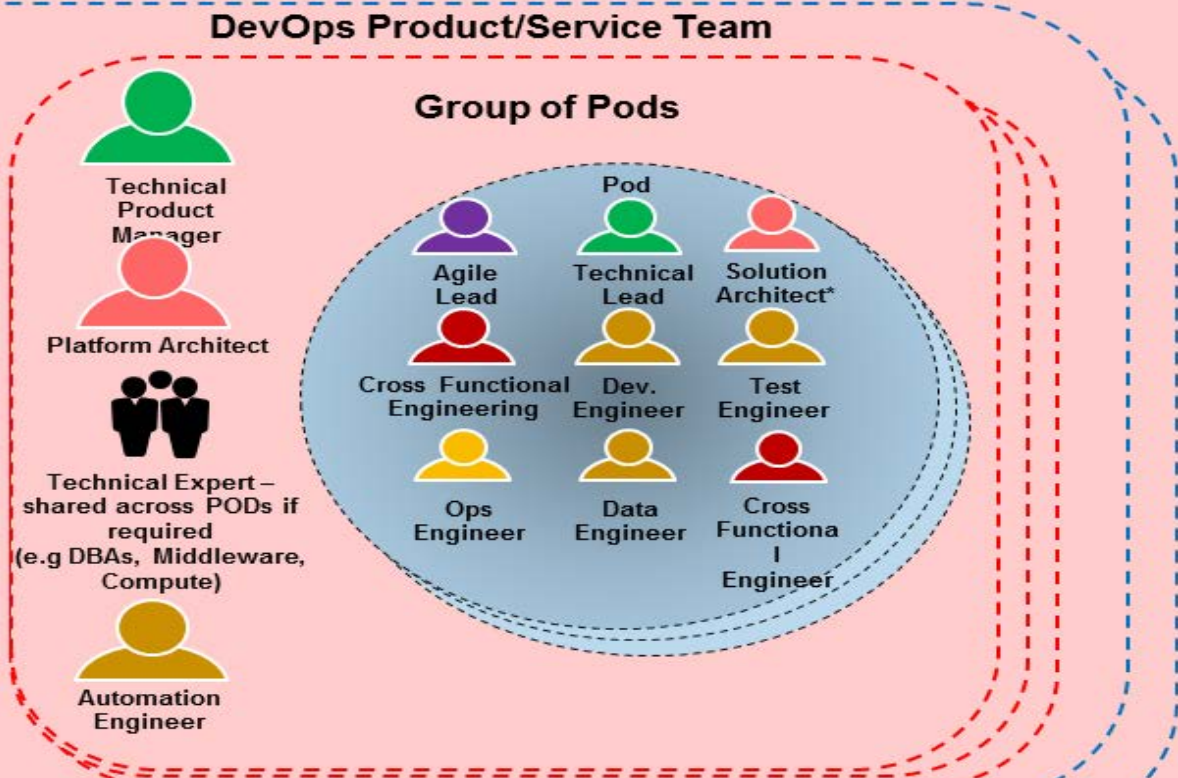 DevOps Product/Service Team
Group of Pods
Technical
Product
Manager
Platform Architect
Technical Expert –
shared across PODs if
required
(e.g DBAs, Middleware,
Compute)
Automation
Engineer
Pod
Agile
Lead
Technical
Lead
Solution
Architect*
Cross Functional
Engineering
Dev.
Engineer
Test
Engineer
Ops
Engineer
Data
Engineer
Cross
Functiona
l
Engineer